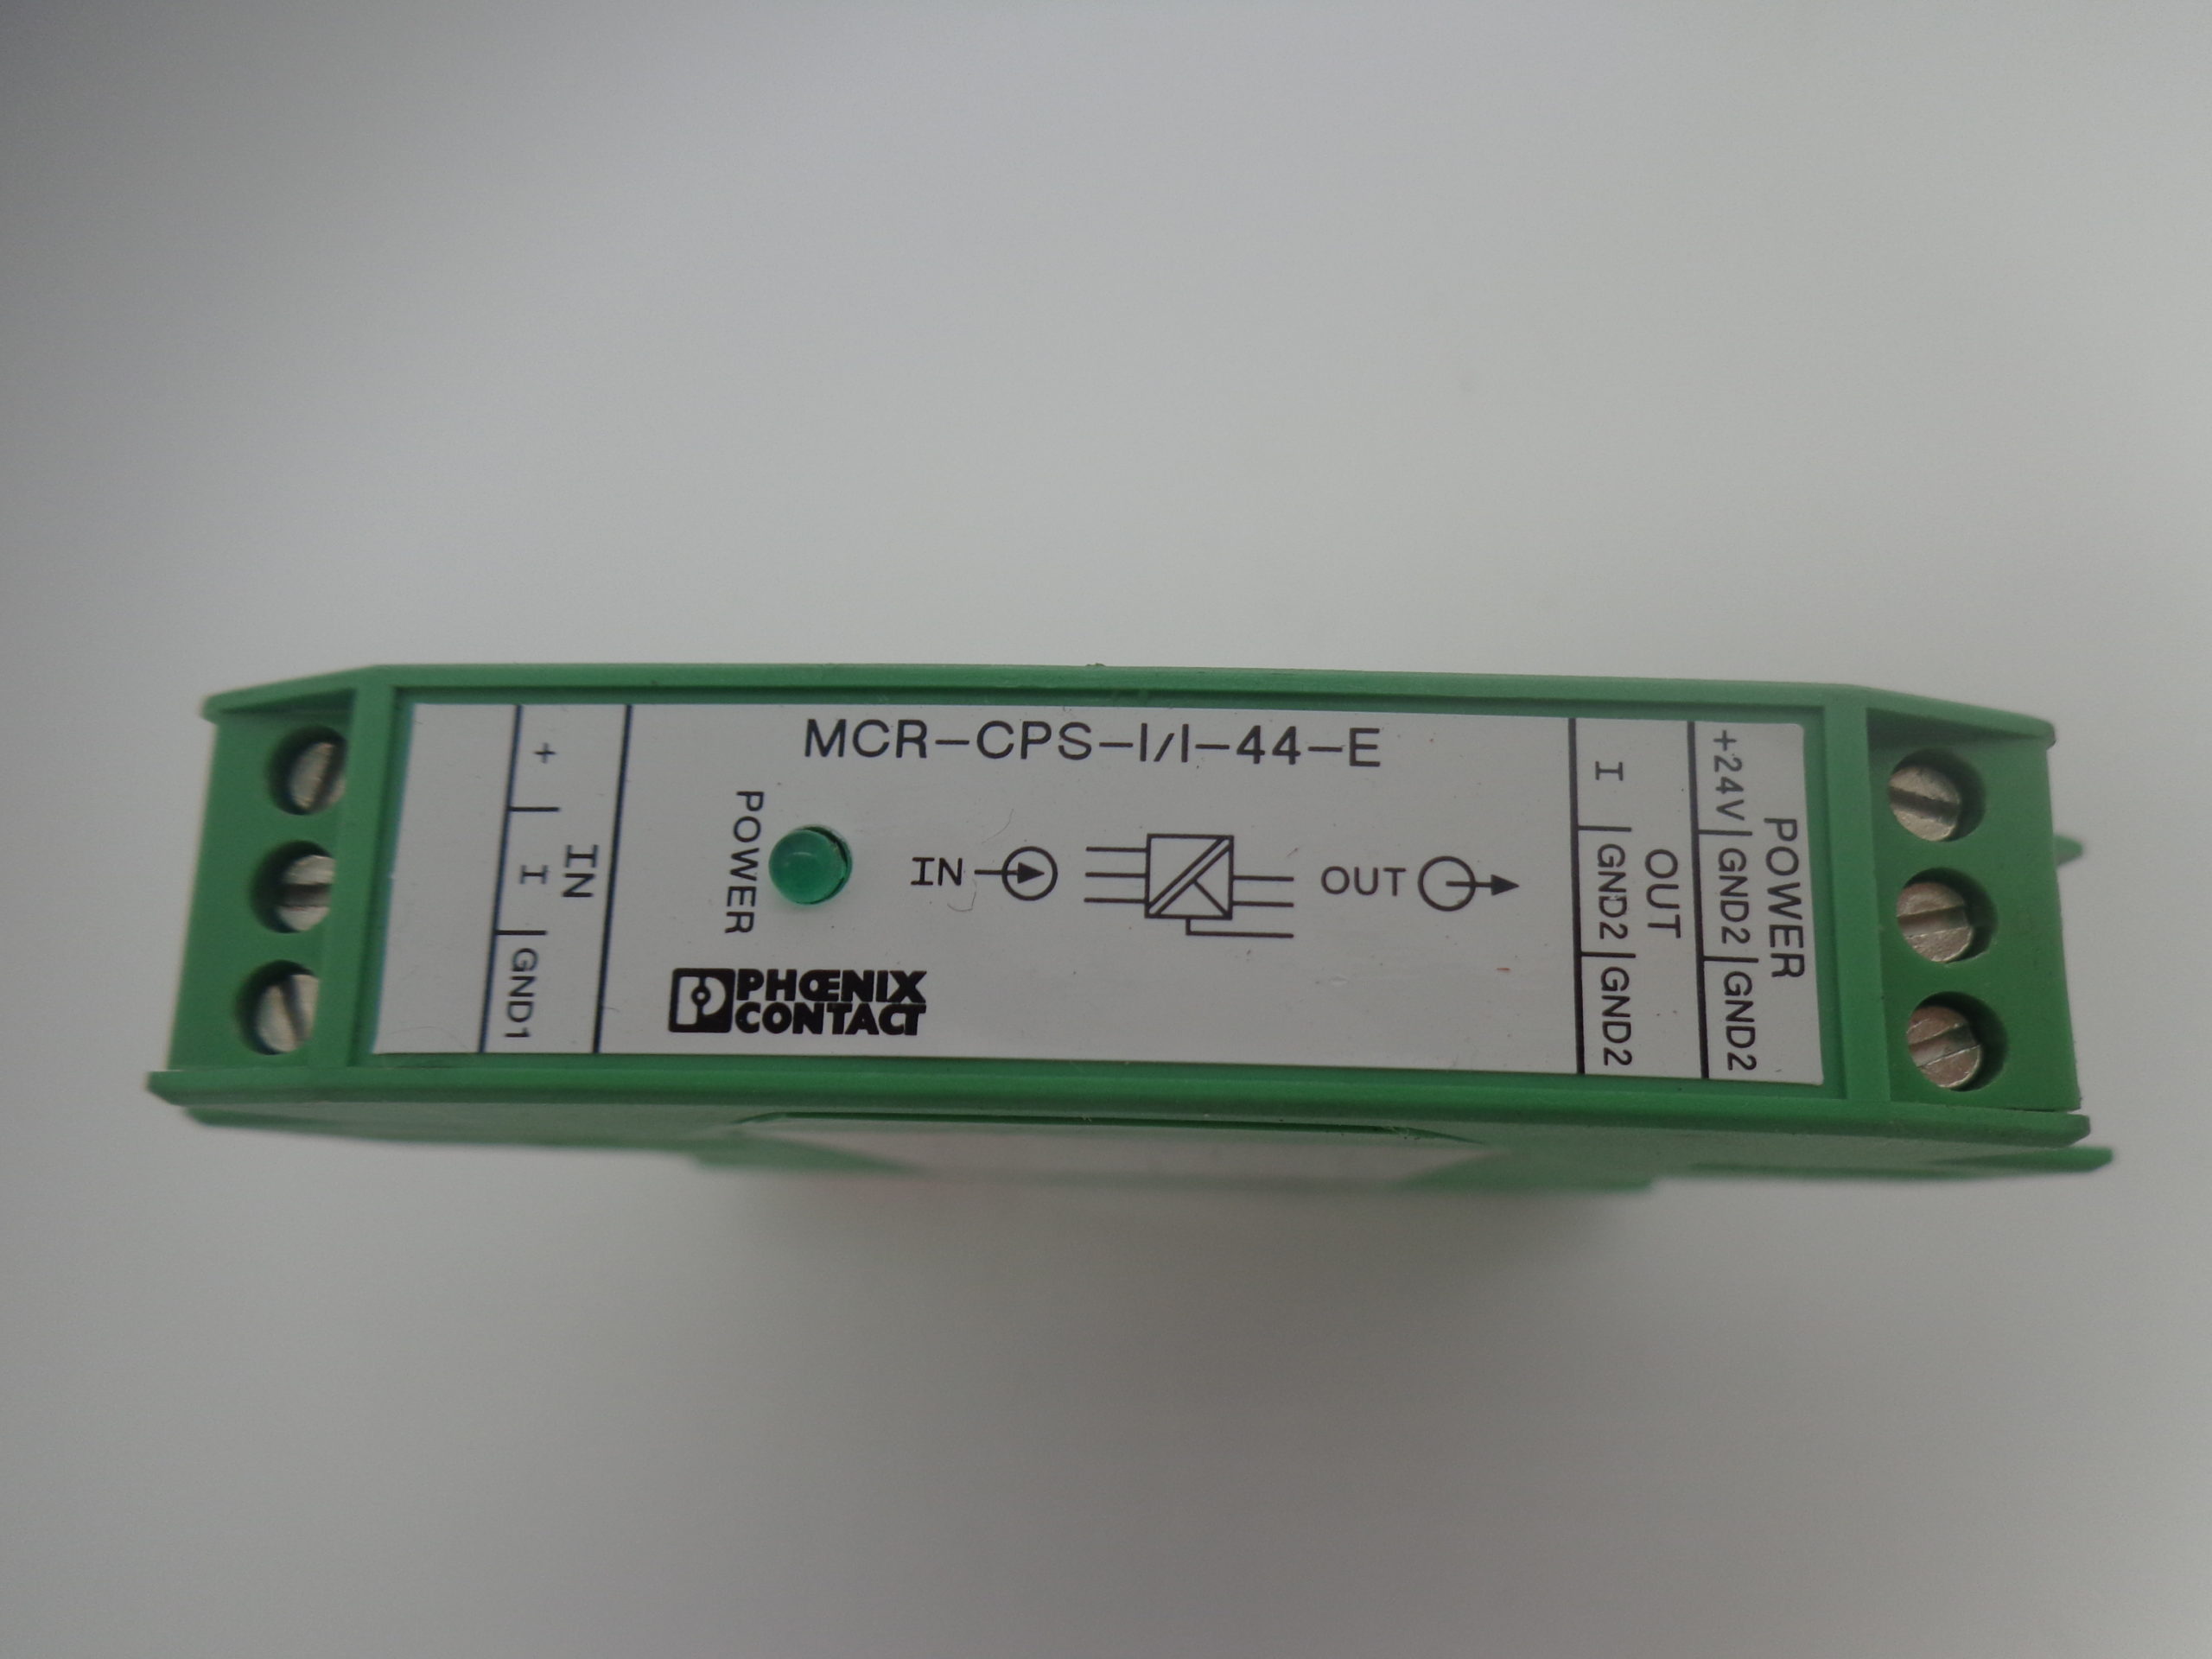 MCR-CPS-I/I-44-E
+ | I | GND1
IN
POWER
IN
OUT
PHŒNIX
CONTACT
I | GND2 | GND2
OUT
+24V | GND2 | GND2
POWER